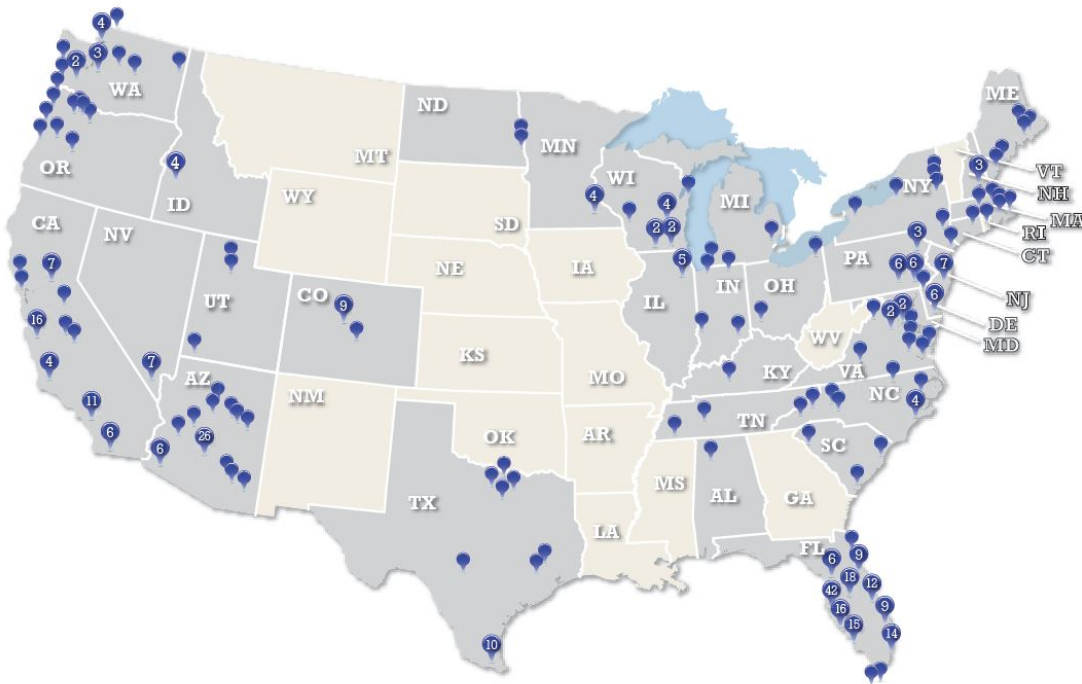 4
3
2
WA
ND
ME
MT
MN
OR
4
ID
WI
4
4
2 2
MI
NY
3
VT
NH
MA
RI
CT
WY
SD
CA
NV
7
16
4
11
6
UT
CO
9
NE
IA
5
IL
IN
OH
PA
3
6 6
7
NJ
6
DE
MD
2 2
WV
VA
KS
MO
KY
7
AZ
26
6
NM
OK
AR
TN
NC
4
SC
TX
MS
AL
GA
LA
10
FL
6
9
18
12
42
16
9
15
14